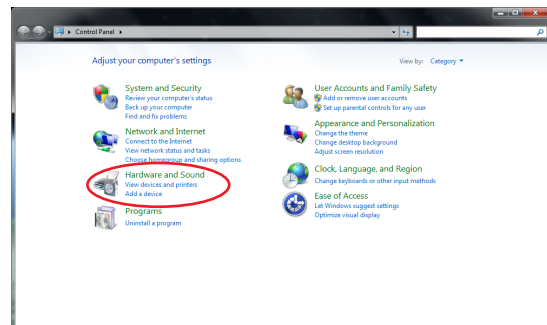 Control Panel
Adjust your computer's settings
View by: Category
System and Security
Review your computer's status
Back up your computer
Find and fix problems
Network and Internet
Connect to the Internet
View network status and tasks
Choose homegroup and sharing options
Hardware and Sound
View devices and printers
Add a device
Programs
Uninstall a program
User Accounts and Family Safety
Add or remove user accounts
Set up parental controls for any user
Appearance and Personalization
Change the theme
Change desktop background
Adjust screen resolution
Clock, Language, and Region
Change keyboards or other input methods
Ease of Access
Let Windows suggest settings
Optimize visual display